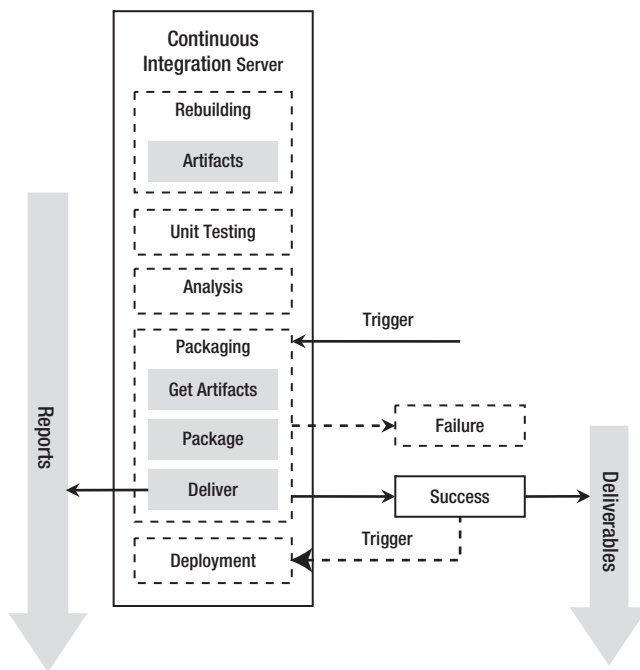 Continuous
Integration Server
Rebuilding
Artifacts
Unit Testing
Analysis
Trigger
Packaging
Get Artifacts
Failure
Package
Reports
Deliver
Success
Deliverables
Trigger
Deployment